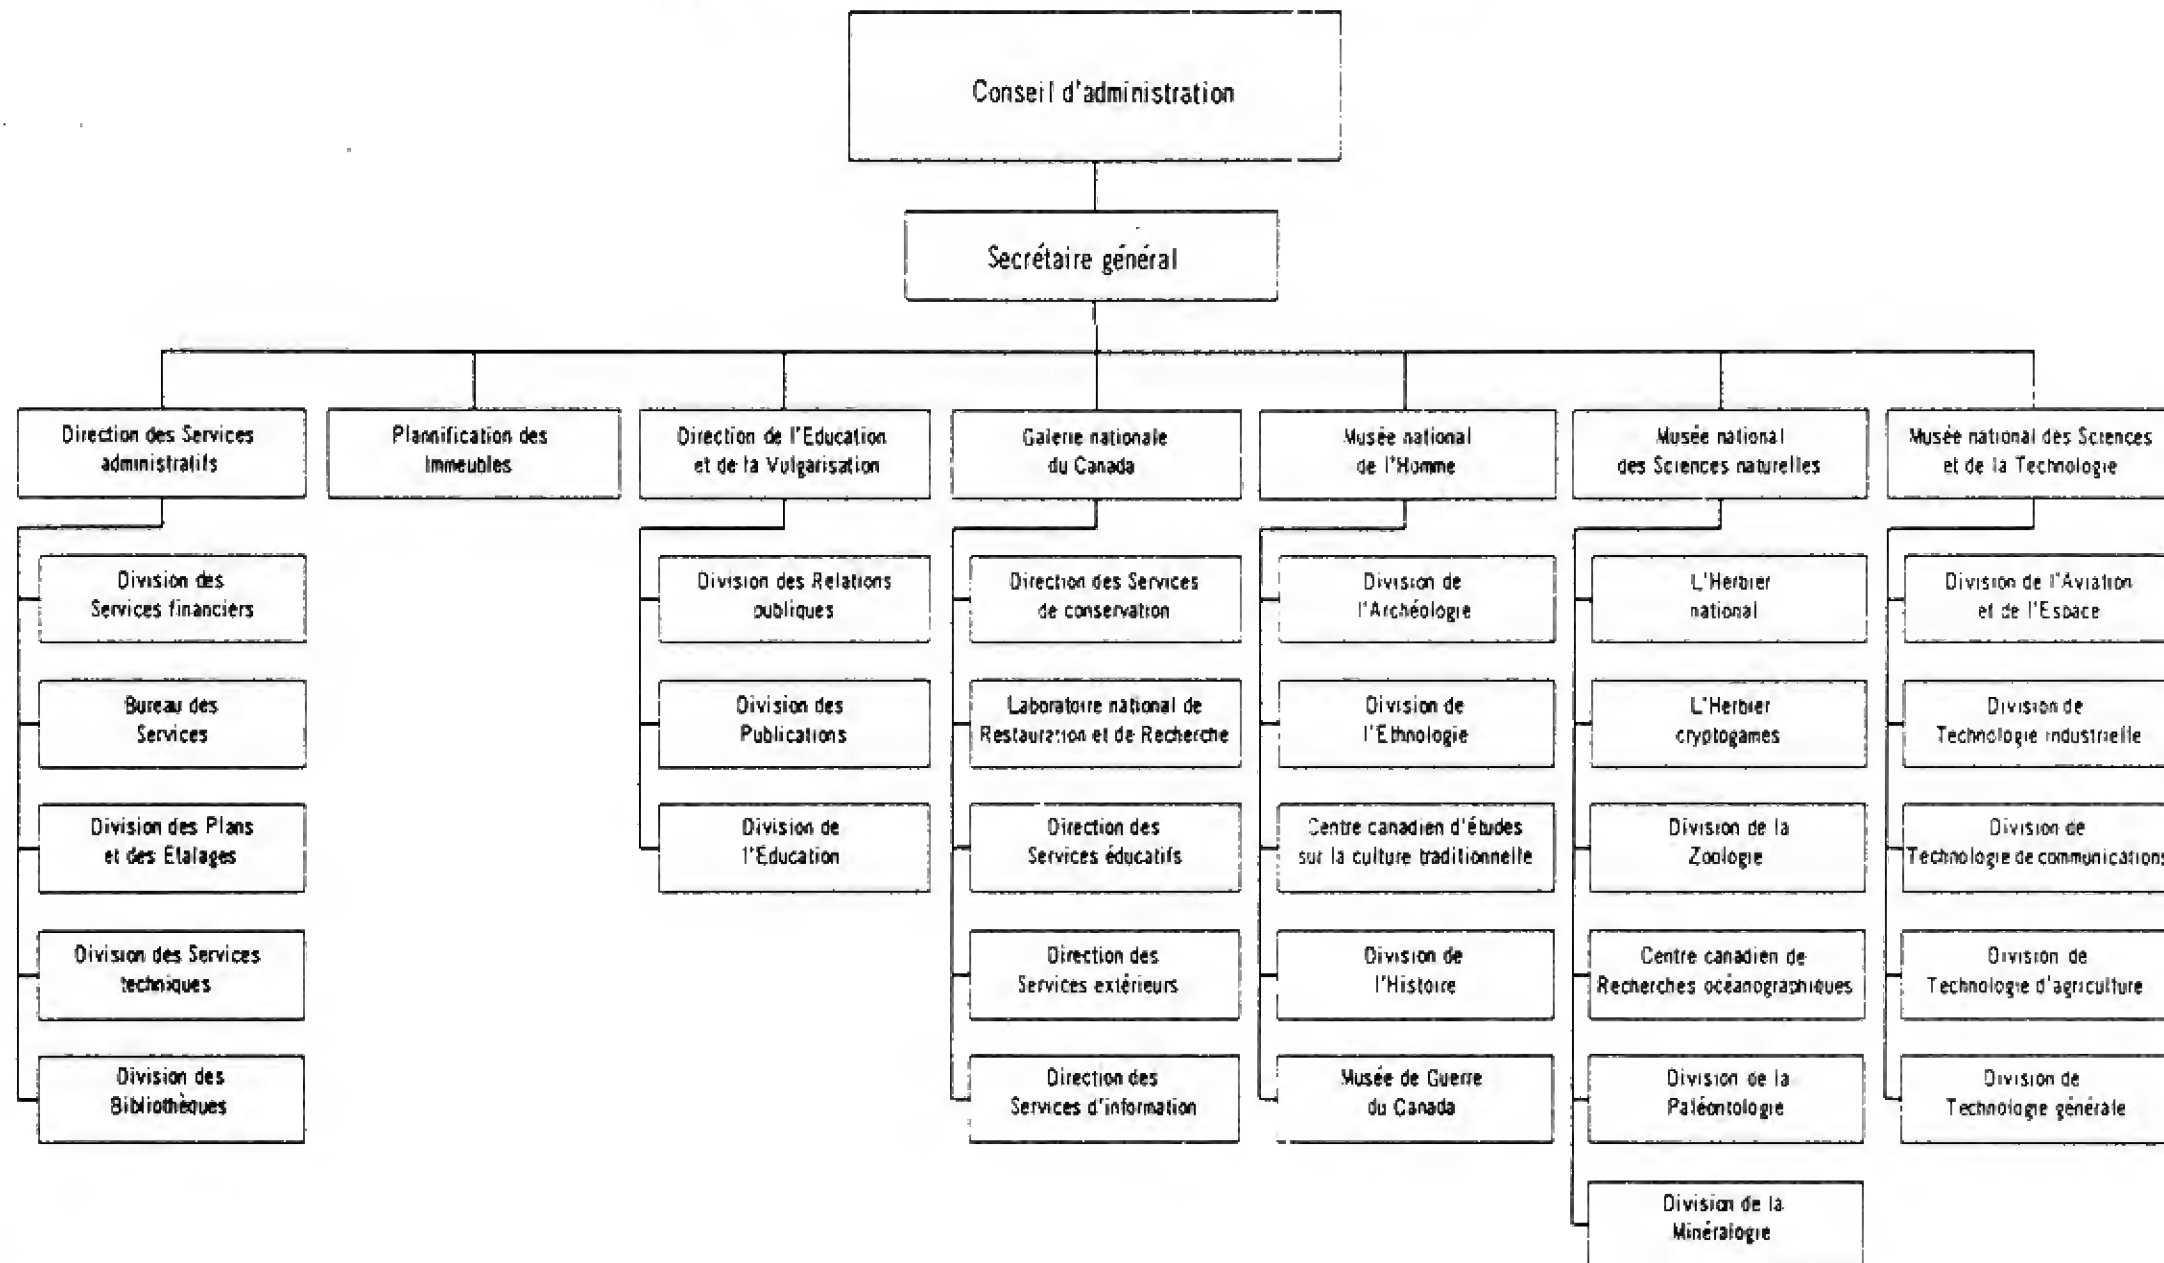 Conseil d'administration
Secrétaire général
Direction des Services
administratifs
Plannification des
Immeubles
Direction de l'Education
et de la Vulgarisation
Galerie nationale
du Canada
Musée national
de l'Homme
Musée national
des Sciences naturelles
Musée national des Sciences
et de la Technologie
Division des
Services financiers
Bureau des
Services
Division des Plans
et des Etalages
Division des Services
techniques
Division des
Bibliothèques
Division des Relations
publiques
Division des
Publications
Division de
l'Éducation
Direction des Services
de conservation
Laboratoire national de
Restauration et de Recherche
Direction des
Services éducatifs
Direction des
Services extérieurs
Direction des
Services d'information
Division de
l'Archéologie
Division de
l'Ethnologie
Centre canadien d'études
sur la culture traditionnelle
Division de
l'Histoire
Musée de Guerre
du Canada
L'Herbier
national
L'Herbier
cryptogames
Division de la
Zoologie
Centre canadien de
Recherches océanographiques
Division de la
Paléontologie
Division de la
Minéralogie
Division de l'Aviation
et de l'Espace
Division de
Technologie industrielle
Division de
Technologie de communications
Division de
Technologie d'agriculture
Division de
Technologie générale